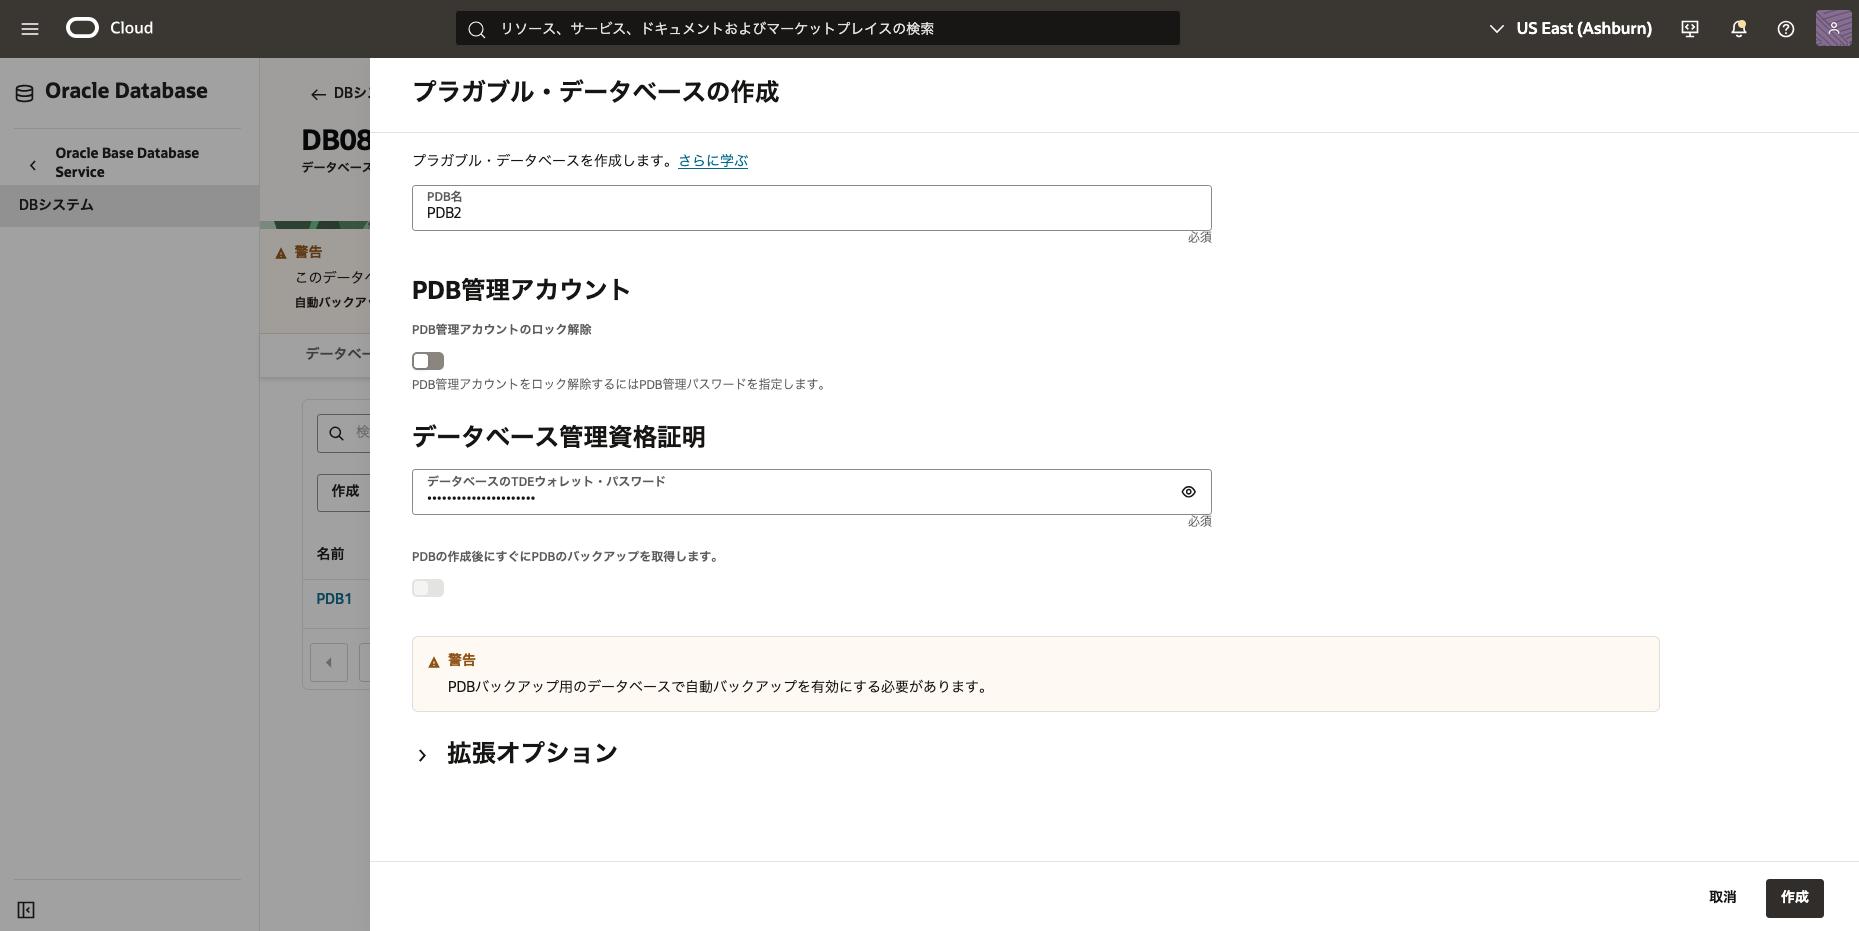 Cloud
リソース、サービス、ドキュメントおよびマーケットプレイスの検索
US East (Ashburn)
Oracle Database
Oracle Base Database
Service
DBシステム
DB08
データベース
警告
自動バックアッ
作成
名前
PDB1
プラガブル・データベースの作成
プラガブル・データベースを作成します。さらに学ぶ
PDB名
PDB2
必須
PDB管理アカウント
PDB管理アカウントのロック解除
PDB管理アカウントをロック解除するにはPDB管理パスワードを指定します。
データベース管理資格証明
データベースのTDEウォレット・パスワード
••••••••••••••••••••••
必須
PDBの作成後にすぐにPDBのバックアップを取得します。
警告
PDBバックアップ用のデータベースで自動バックアップを有効にする必要があります。
拡張オプション
取消
作成